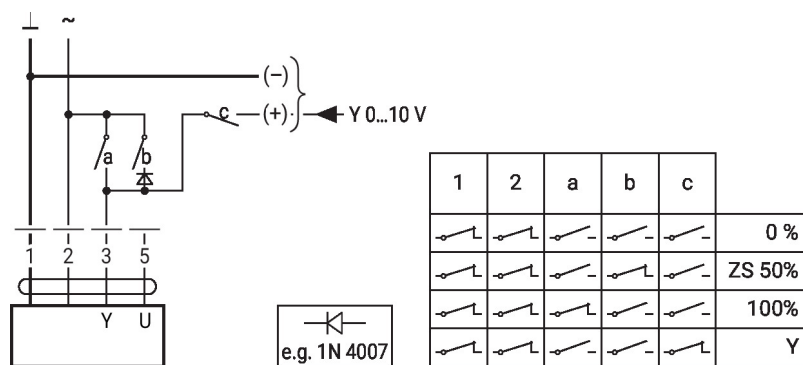 ⊥ ~
(–)
c (+) Y 0...10 V
a b
1 2 3 5
Y U
e.g. 1N 4007
1 2 a b c
0 %
ZS 50%
100%
Y